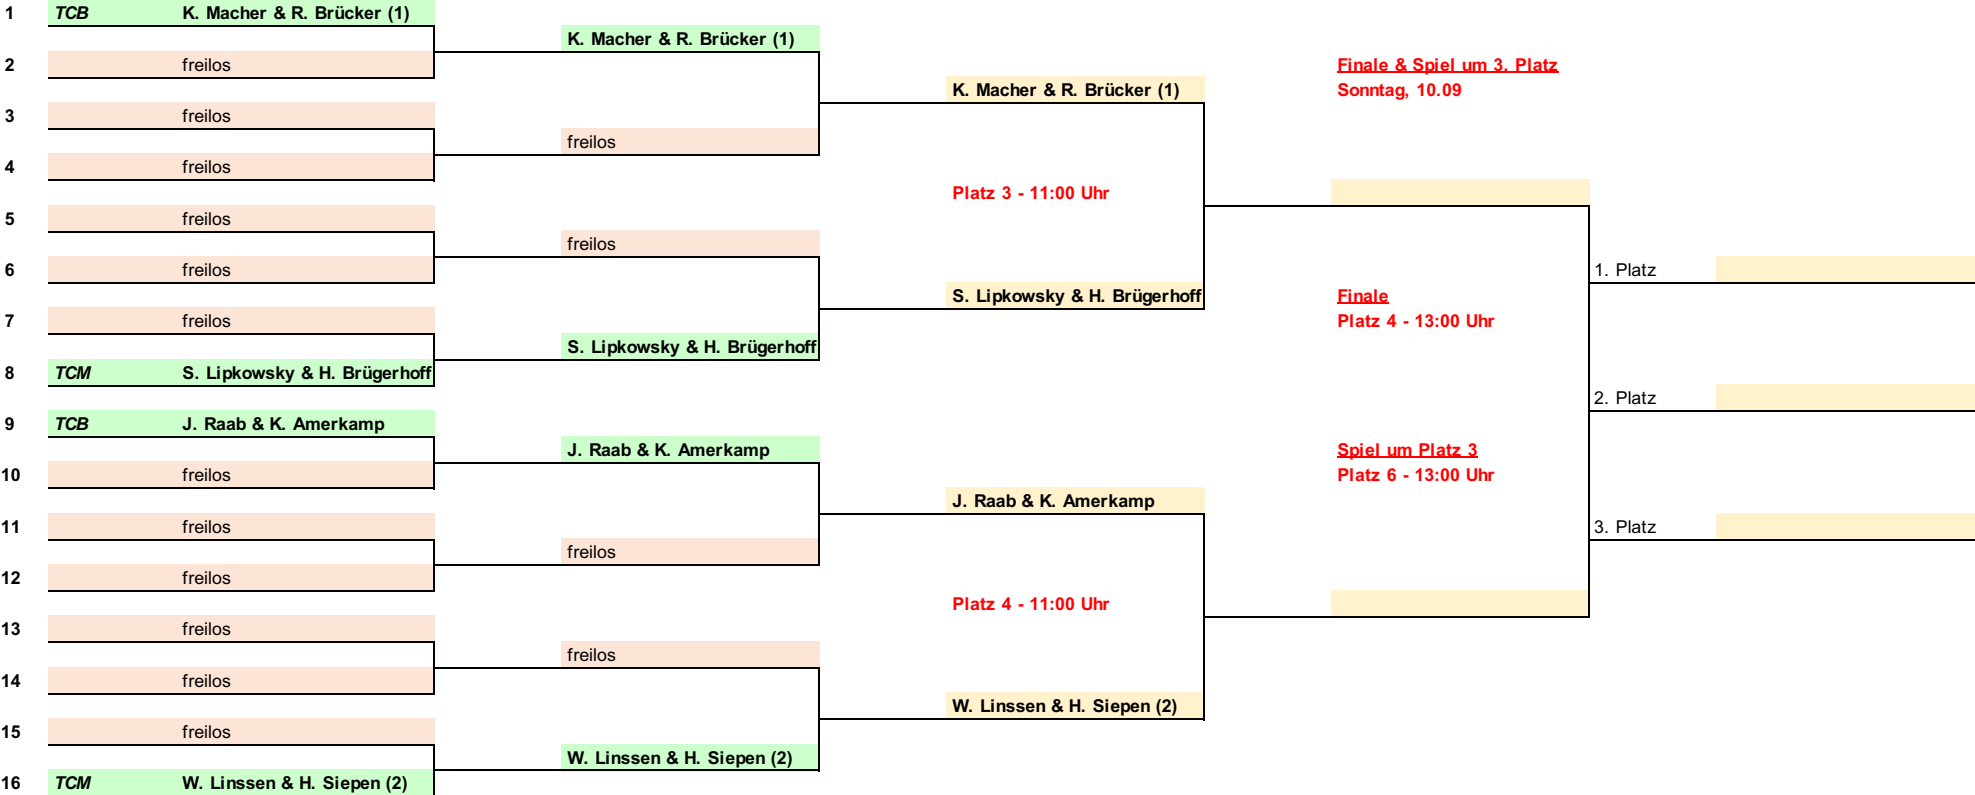 1 TCB K. Macher & R. Brücker (1)
K. Macher & R. Brücker (1)
2 freilos
Finale & Spiel um 3. Platz
K. Macher & R. Brücker (1)
Sonntag, 10.09
3 freilos
freilos
4 freilos
Platz 3 - 11:00 Uhr
5 freilos
freilos
6 freilos
1. Platz
S. Lipkowsky & H. Brügerhoff
Finale
7 freilos
Platz 4 - 13:00 Uhr
S. Lipkowsky & H. Brügerhoff
8 TCM S. Lipkowsky & H. Brügerhoff
2. Platz
9 TCB J. Raab & K. Amerkamp
J. Raab & K. Amerkamp
Spiel um Platz 3
10 freilos
Platz 6 - 13:00 Uhr
J. Raab & K. Amerkamp
11 freilos
3. Platz
freilos
12 freilos
Platz 4 - 11:00 Uhr
13 freilos
freilos
14 freilos
W. Linssen & H. Siepen (2)
15 freilos
W. Linssen & H. Siepen (2)
16 TCM W. Linssen & H. Siepen (2)